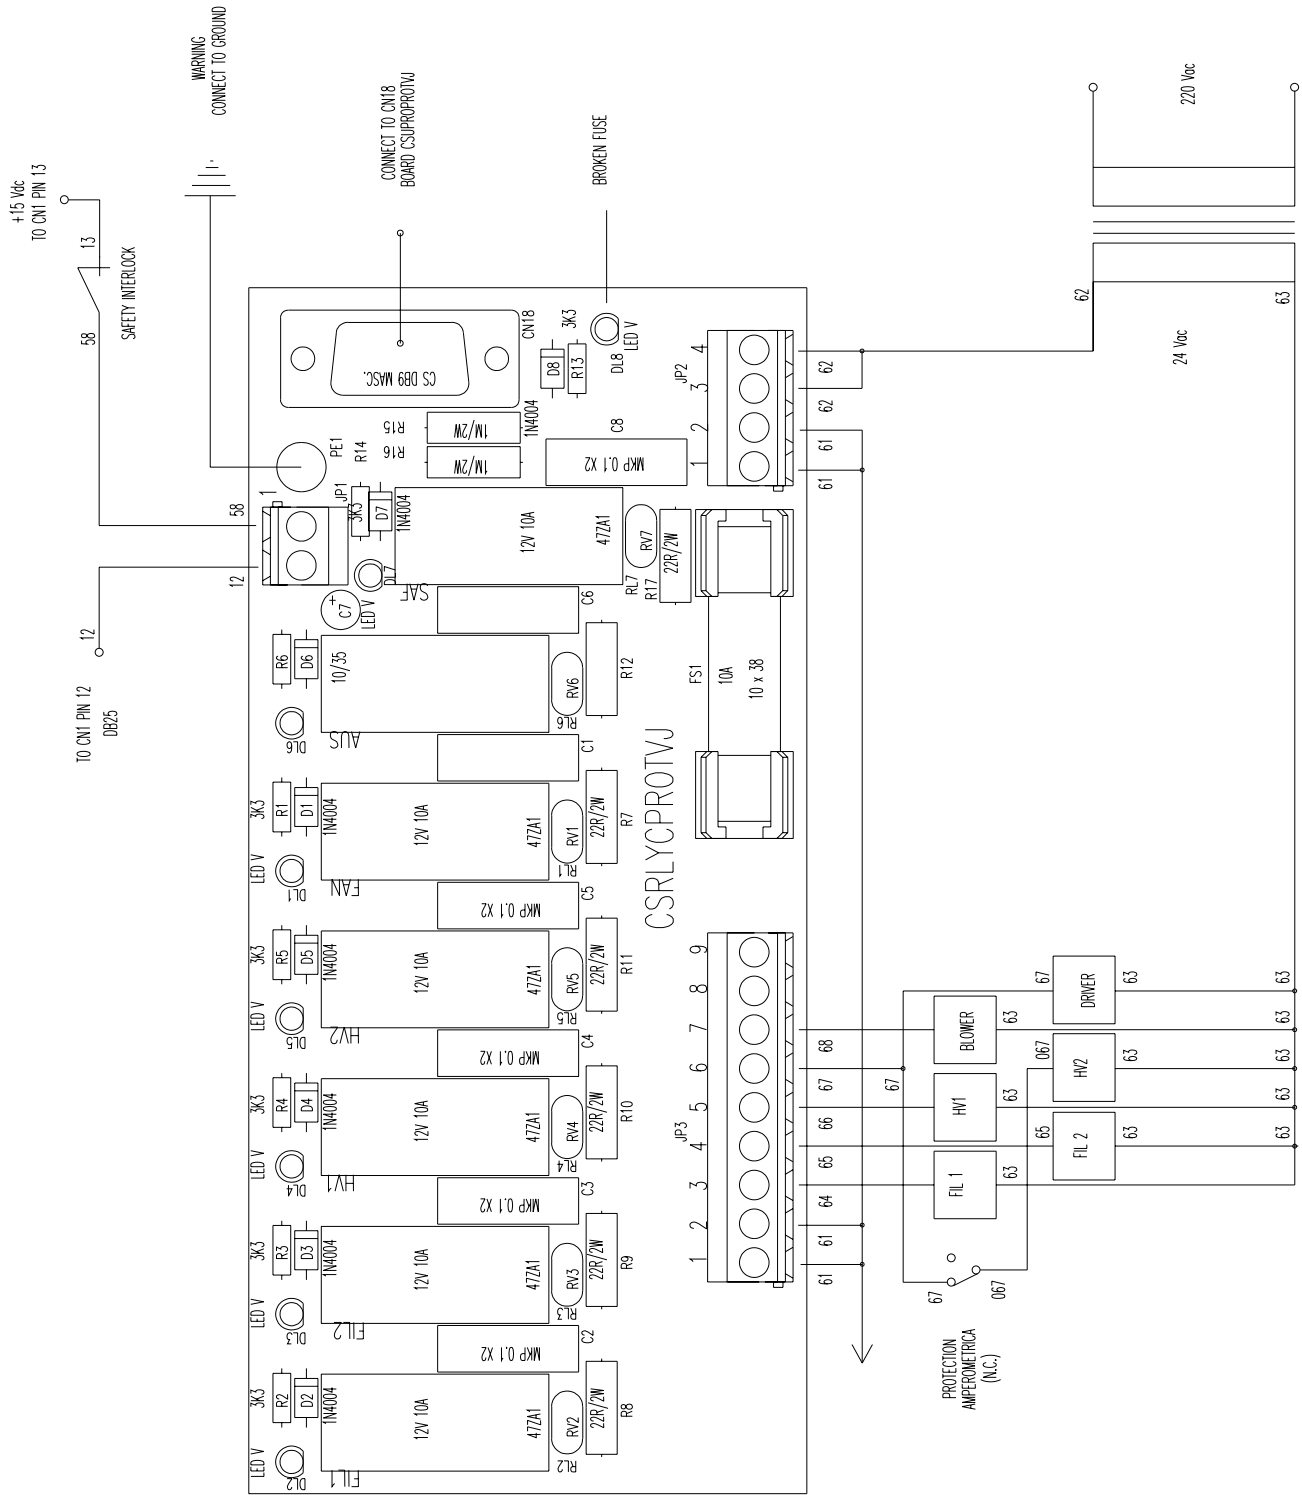 WARNING
CONNECT TO GROUND
+15 Vdc
TO CN1 PIN 13
13
58
SAFETY INTERLOCK
CONNECT TO CN18
BOARD CSUPROPROTVJ
BROKEN FUSE
220 Vac
24 Vac
62
63
TO CN1 PIN 12
DB25
12
12
58
1
JP1
PE1
CS DB9 MASC.
CN18
3K3
D8
R13
DL8
LED V
R15
R16
R14
1M/2W
1M/2W
1N4004
C8
MKP 0.1 X2
JP2
4
3
2
1
62
62
61
61
3K3
D7
1N4004
DL7
LED V
SAF
12V 10A
47ZA1
RV7
RL7
R17
22R/2W
+
C7
C6
R6
D6
DL6
AUS
10/35
RV6
RL6
R12
C1
3K3
R1
D1
1N4004
LED V
DL1
FAN
12V 10A
47ZA1
RV1
RL1
22R/2W
R7
C5
MKP 0.1 X2
3K3
R5
D5
1N4004
LED V
DL5
HV2
12V 10A
47ZA1
RV5
RL5
22R/2W
R11
C4
MKP 0.1 X2
3K3
R4
D4
1N4004
LED V
DL4
HV1
12V 10A
47ZA1
RV4
RL4
22R/2W
R10
C3
MKP 0.1 X2
3K3
R3
D3
1N4004
LED V
DL3
FIL2
12V 10A
47ZA1
RV3
RL3
22R/2W
R9
C2
MKP 0.1 X2
3K3
R2
D2
1N4004
LED V
DL2
FIL1
12V 10A
47ZA1
RV2
RL2
22R/2W
R8
CSRLYCPROTVJ
FS1
10A
10 x 38
JP3
9
8
7
6
5
4
3
2
1
68
67
66
65
64
61
61
67
67
DRIVER
63
63
BLOWER
63
63
067
HV2
63
63
HV1
63
63
65
FIL 2
63
63
FIL 1
63
67
067
PROTECTION
AMPEROMETRICA
(N.C.)